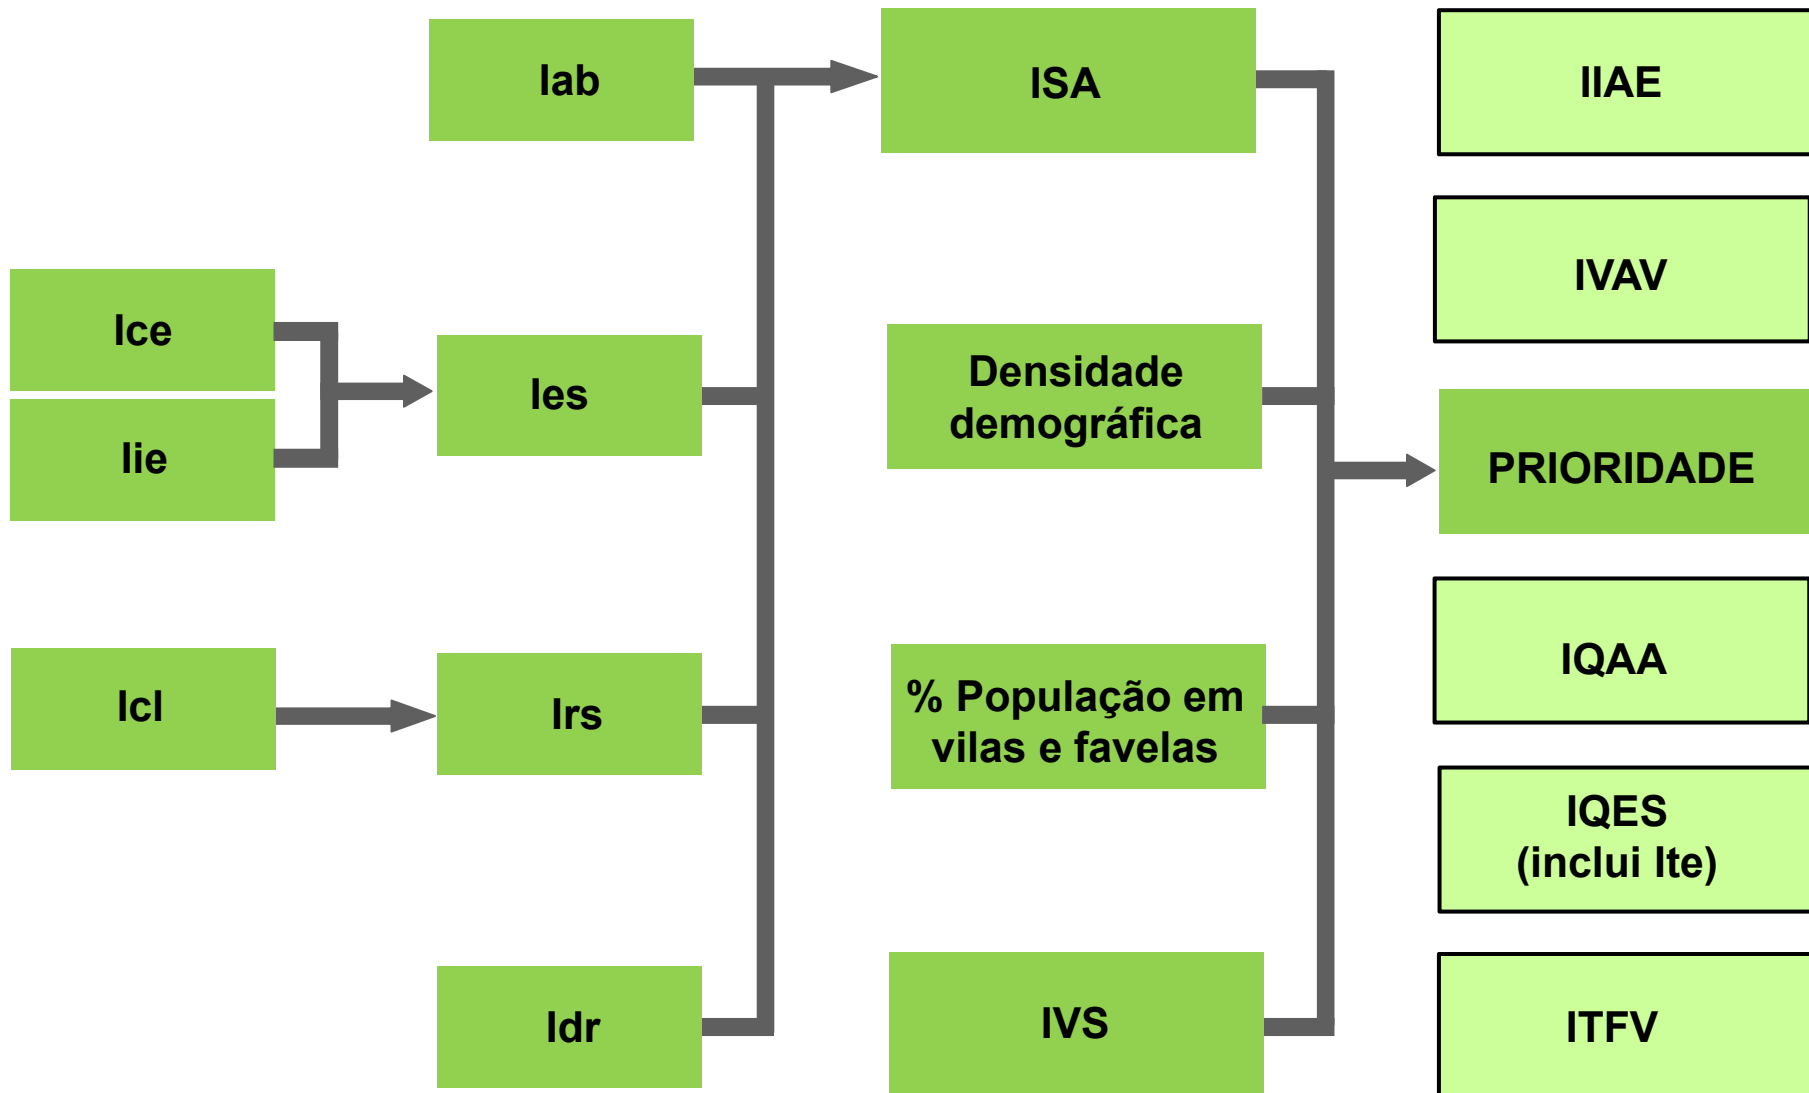 Iab
ISA
IIAE
IVAV
Ice
Iie
Ies
Densidade
demográfica
PRIORIDADE
Icl
Irs
% População em
vilas e favelas
IQAA
IQES
(inclui Ite)
Idr
IVS
ITFV